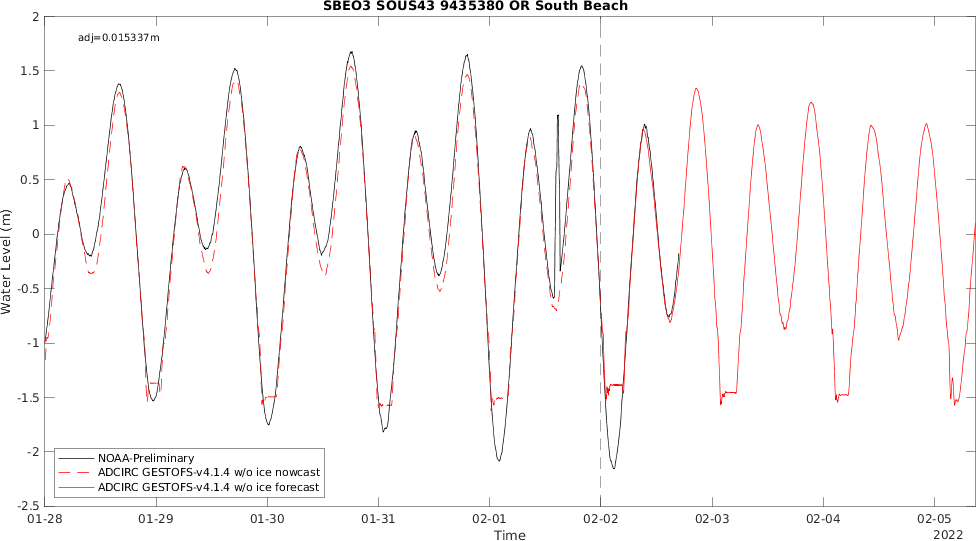 SBEO3 SOUS43 9435380 OR South Beach
adj=0.015337m
Water Level (m)
2
1.5
1
0.5
0
-0.5
-1
-1.5
-2
-2.5
NOAA-Preliminary
ADCIRC GESTOFS-v4.1.4 w/o ice nowcast
ADCIRC GESTOFS-v4.1.4 w/o ice forecast
01-28 01-29 01-30 01-31 02-01 02-02 02-03 02-04 02-05
Time
2022